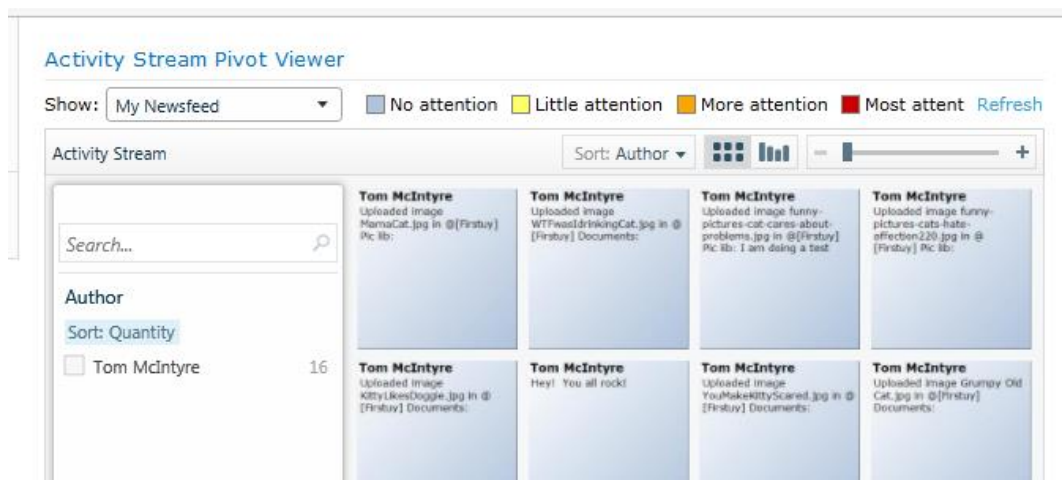 Activity Stream Pivot Viewer
Show: My Newsfeed No attention Little attention More attention Most attent Refresh
Activity Stream Sort: Author
Search...
Author
Sort: Quantity
Tom McIntyre 16
Tom McIntyre
Uploaded image
MamaCat.jpg in @[Firstuy]
Pic lib:
Tom McIntyre
Uploaded image
WTFwasIdrinkingCat.jpg in @
[Firstuy] Documents:
Tom McIntyre
Uploaded image funny-
pictures-cat-cares-about-
problems.jpg in @[Firstuy]
Pic lib: I am doing a test
Tom McIntyre
Uploaded image funny-
pictures-cats-hate-
offection220.jpg in @
[Firstuy] Pic lib:
Tom McIntyre
Uploaded image
KittyLikesDoggie.jpg in @
[Firstuy] Documents:
Tom McIntyre
Hey! You all rock!
Tom McIntyre
Uploaded image
YouMakeKittyScared.jpg in @
[Firstuy] Documents:
Tom McIntyre
Uploaded image Grumpy Old
Cat.jpg in @[Firstuy]
Documents: